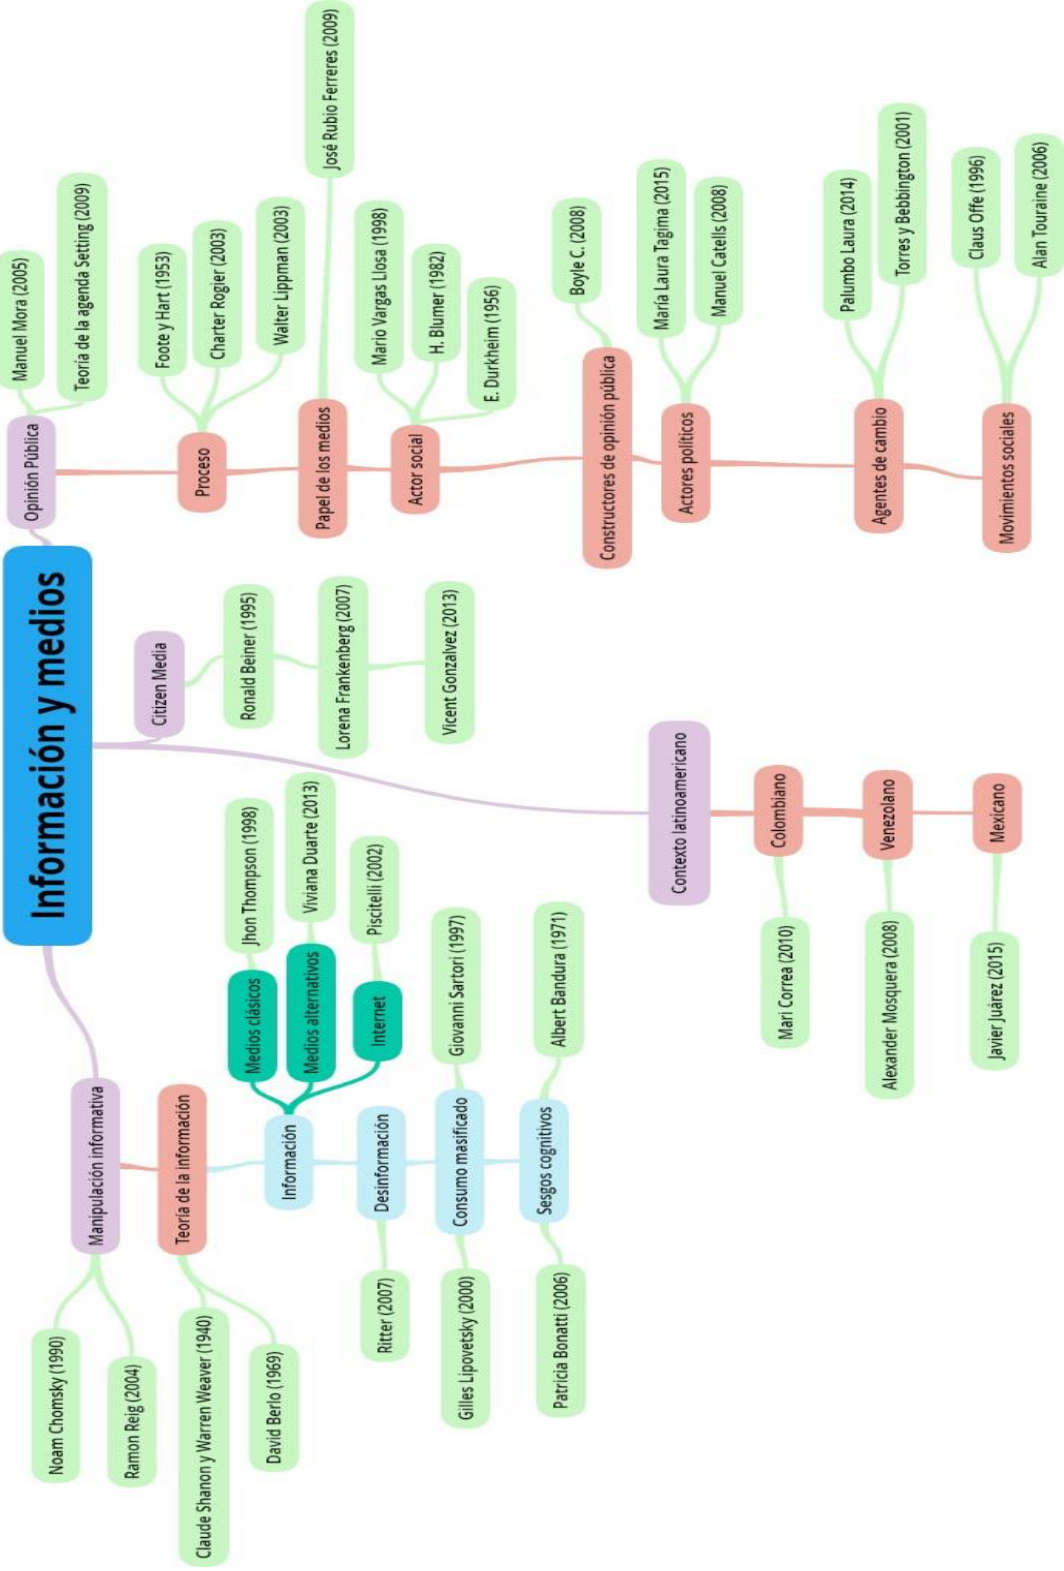 Información y medios
Manipulación informativa
Noam Chomsky (1990)
Ramon Reig (2004)
Teoría de la información
Claude Shanon y Warren Weaver (1940)
David Berlo (1969)
Información
Medios clásicos
Jhon Thompson (1998)
Medios alternativos
Viviana Duarte (2013)
Internet
Piscitelli (2002)
Desinformación
Ritter (2007)
Consumo masificado
Gilles Lipovetsky (2000)
Giovanni Sartori (1997)
Sesgos cognitivos
Patricia Bonatti (2006)
Albert Bandura (1971)
Citizen Media
Ronald Beiner (1995)
Lorena Frankenberg (2007)
Vicent Gonzalvez (2013)
Contexto latinoamericano
Colombiano
Mari Correa (2010)
Venezolano
Alexander Mosquera (2008)
Mexicano
Javier Juárez (2015)
Opinión Pública
Manuel Mora (2005)
Teoría de la agenda Setting (2009)
Proceso
Foote y Hart (1953)
Charter Rogier (2003)
Walter Lippman (2003)
Papel de los medios
José Rubio Ferreres (2009)
Actor social
Mario Vargas Llosa (1998)
H. Blumer (1982)
E. Durkheim (1956)
Constructores de opinión pública
Boyle C. (2008)
Actores políticos
María Laura Tagima (2015)
Manuel Catells (2008)
Agentes de cambio
Palumbo Laura (2014)
Torres y Bebbington (2001)
Movimientos sociales
Claus Offe (1996)
Alan Touraine (2006)